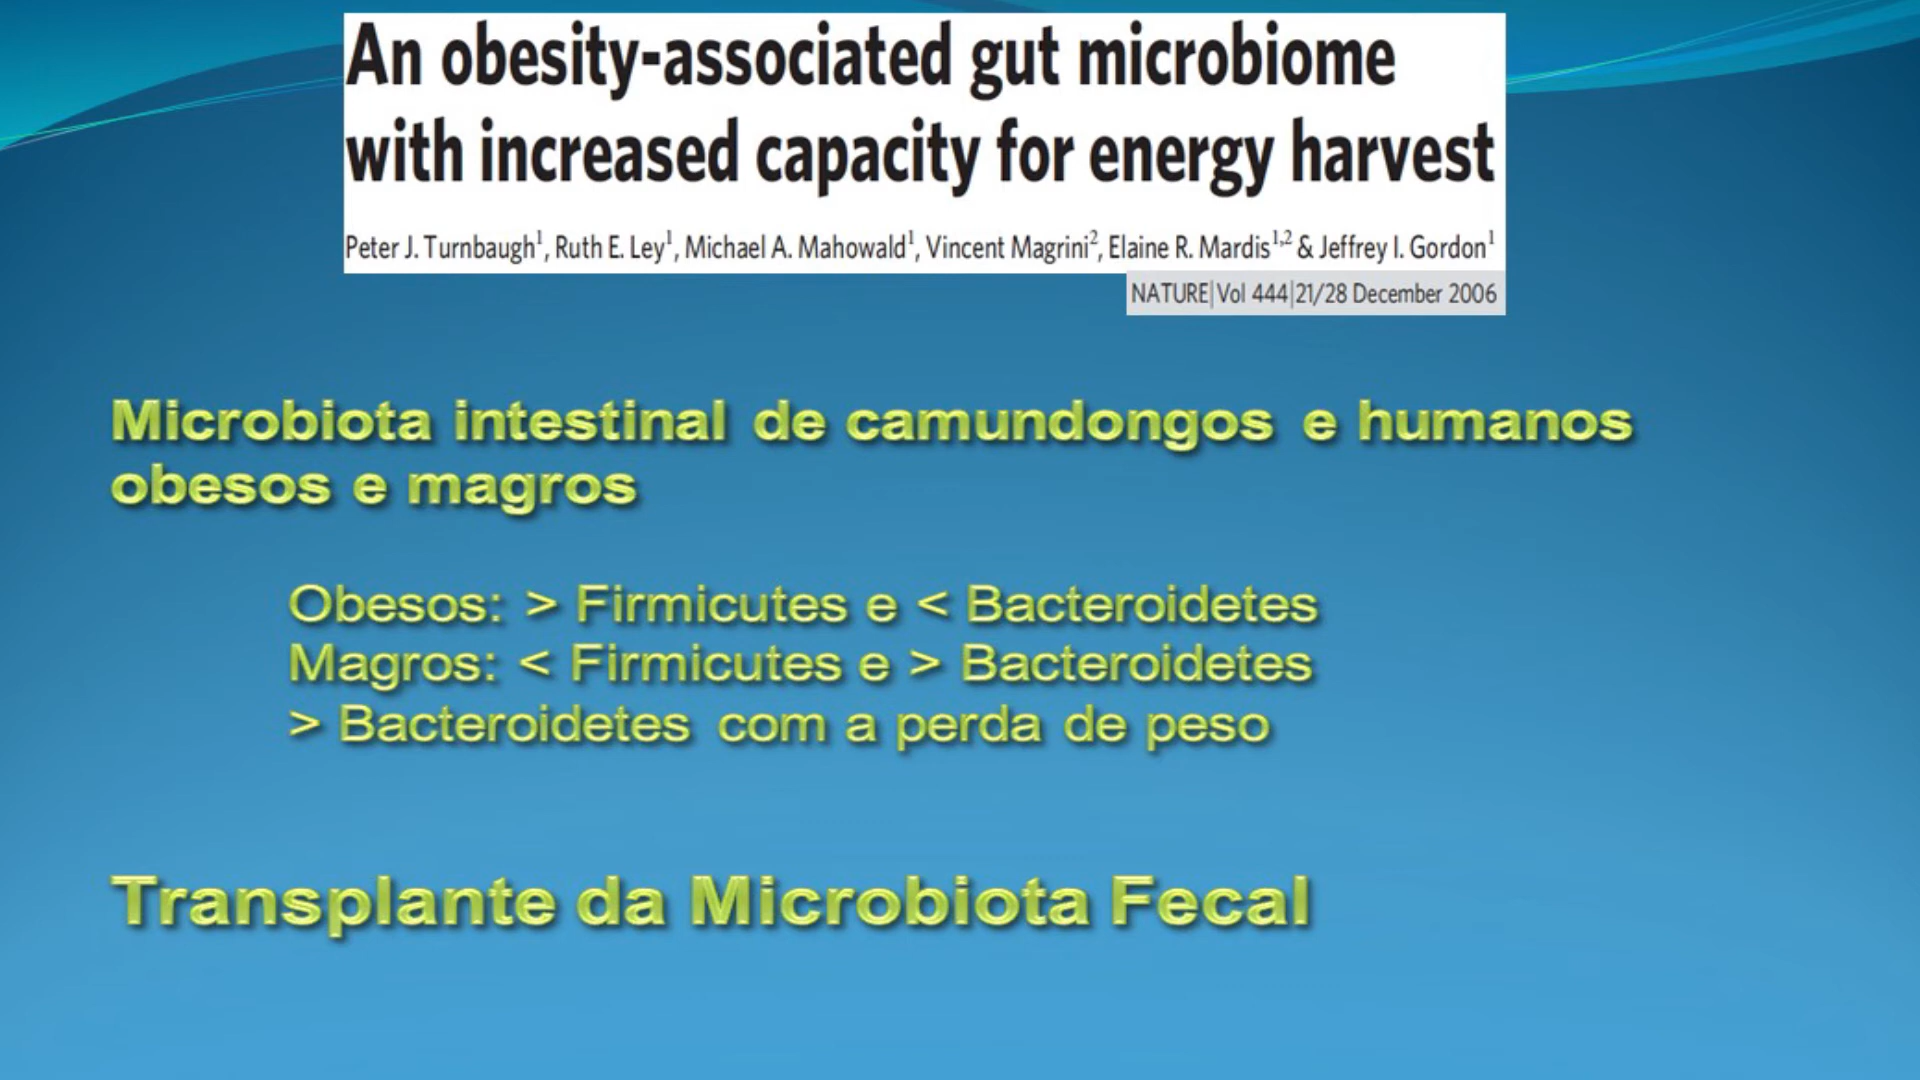 An obesity-associated gut microbiome
with increased capacity for energy harvest
Peter J. Turnbaugh¹, Ruth E. Ley¹, Michael A. Mahowald¹, Vincent Magrini², Elaine R. Mardis¹,² & Jeffrey I. Gordon¹
NATURE|Vol 444|21/28 December 2006
Microbiota intestinal de camundongos e humanos
obesos e magros
Obesos: > Firmicutes e < Bacteroidetes
Magros: < Firmicutes e > Bacteroidetes
> Bacteroidetes com a perda de peso
Transplante da Microbiota Fecal